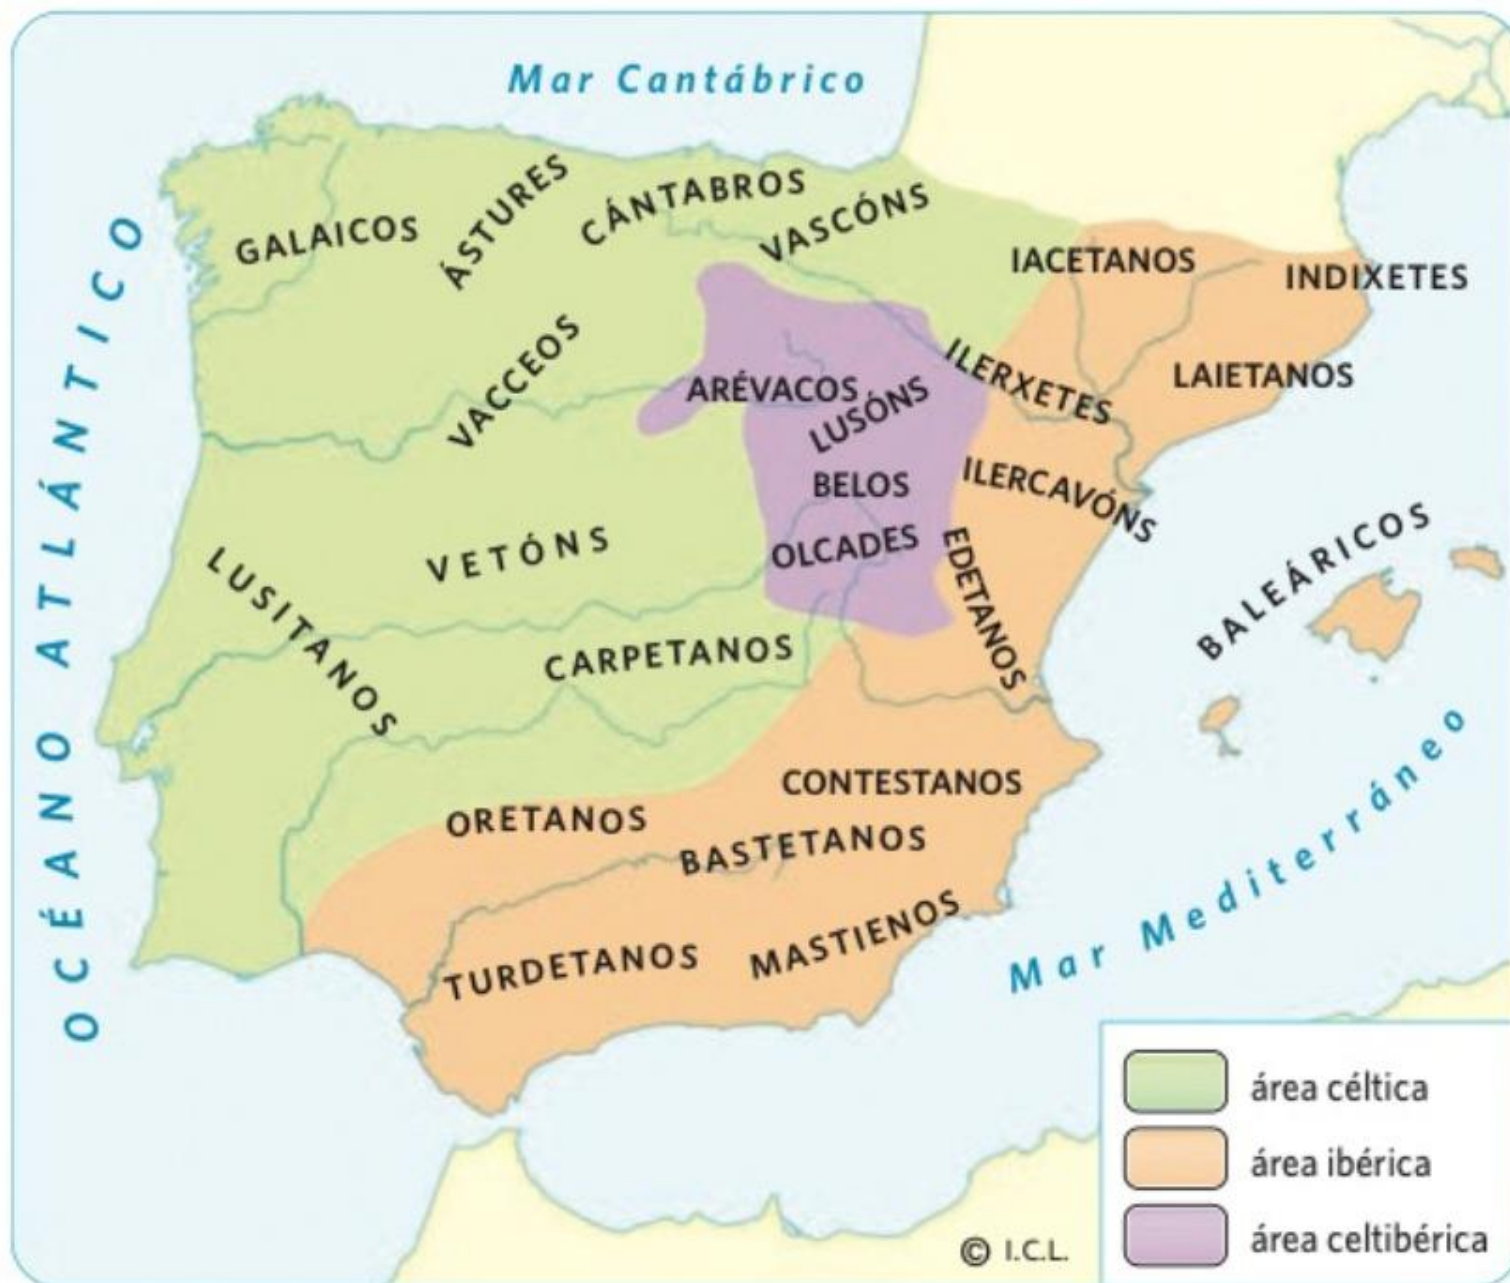 Mar Cantábrico
OCÉANO ATLÁNTICO
GALAICOS
ÁSTURES
CÁNTABROS
VASCÓNS
IACETANOS
INDIXETES
VACCEOS
ARÉVACOS
LUSÓNS
ILERXETES
LAIETANOS
BELOS
ILERCAVÓNS
OLCADES
EDETANOS
VETÓNS
LUSITANOS
CARPETANOS
BALEÁRICOS
CONTESTANOS
ORETANOS
BASTETANOS
TURDETANOS
MASTIENOS
Mar Mediterráneo
área céltica
área ibérica
área celtibérica
© I.C.L.